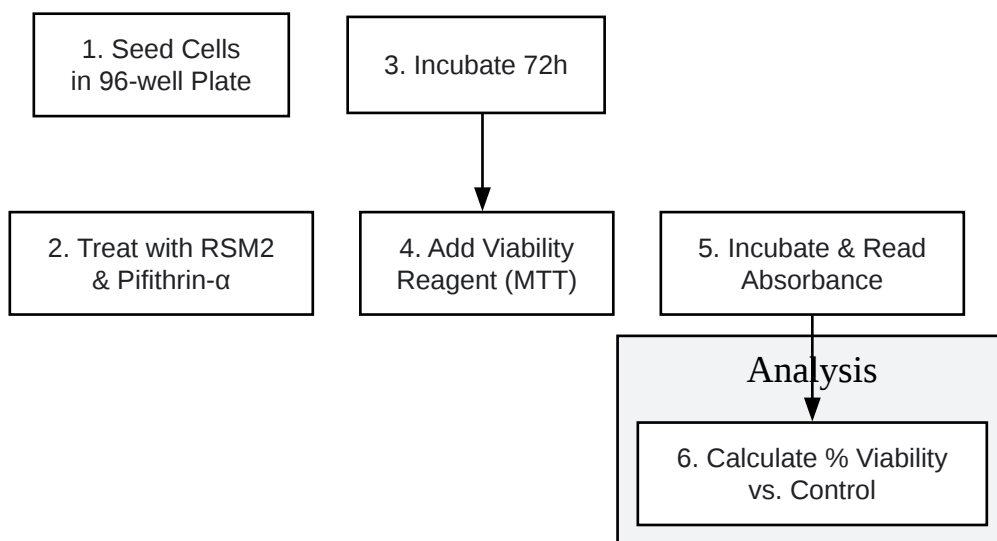 1. Seed Cells
in 96-well Plate
2. Treat with RSM2
& Pifithrin-α
3. Incubate 72h
4. Add Viability
Reagent (MTT)
5. Incubate & Read
Absorbance
Analysis
6. Calculate % Viability
vs. Control